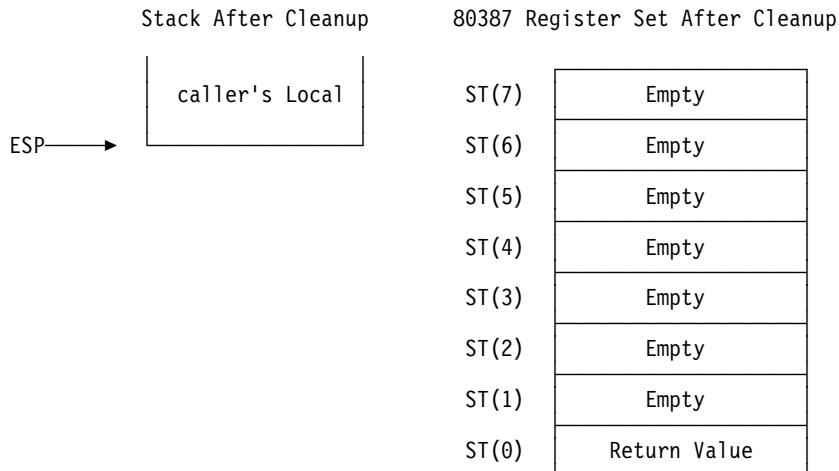 Stack After Cleanup 80387 Register Set After Cleanup
caller's Local ST(7) Empty
ESP ST(6) Empty
ST(5) Empty
ST(4) Empty
ST(3) Empty
ST(2) Empty
ST(1) Empty
ST(0) Return Value